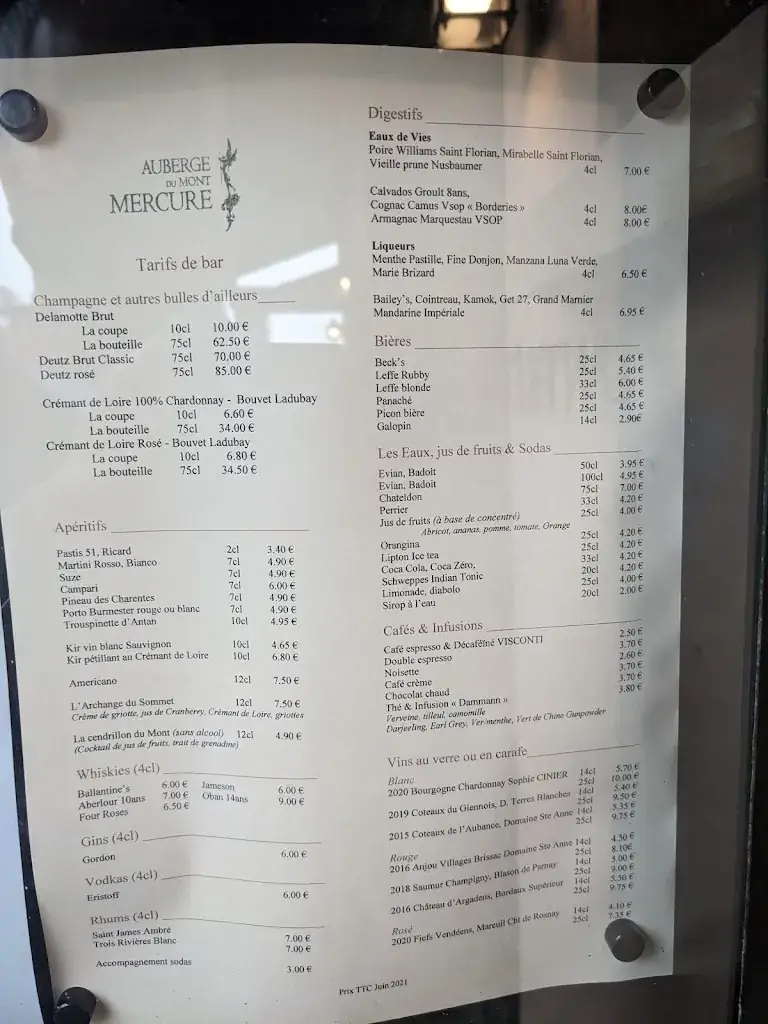 AUBERGE
DU MONT
MERCURE
Tarifs de bar
Champagne et autres bulles d'ailleurs
Delamotte Brut
La coupe 10cl 10.00 €
La bouteille 75cl 62.50 €
Deutz Brut Classic 75cl 70.00 €
Deutz rosé 75cl 85.00 €
Crémant de Loire 100% Chardonnay - Bouvet Ladubay
La coupe 10cl 6.60 €
La bouteille 75cl 34.00 €
Crémant de Loire Rosé - Bouvet Ladubay
La coupe 10cl 6.80 €
La bouteille 75cl 34.50 €
Apéritifs
Pastis 51, Ricard 2cl 3.40 €
Martini Rosso, Bianco 7cl 4.90 €
Suze 7cl 4.90 €
Campari 7cl 6.00 €
Pineau des Charentes 7cl 4.90 €
Porto Burmester rouge ou blanc 7cl 4.90 €
Trouspinette d'Antan 10cl 4.95 €
Kir vin blanc Sauvignon 10cl 4.65 €
Kir pétillant au Crémant de Loire 10cl 6.80 €
Americano 12cl 7.50 €
L'Archange du Sommet 12cl 7.50 €
Crème de griotte, jus de Cranberry, Crémant de Loire, griottes
La cendrillon du Mont (sans alcool) 12cl 4.90 €
(Cocktail de jus de fruits, trait de grenadine)
Whiskies (4cl)
Ballantine's 6.00 € Jameson 6.00 €
Aberlour 10ans 7.00 € Oban 14ans 9.00 €
Four Roses 6.50 €
Gins (4cl)
Gordon 6.00 €
Vodkas (4cl)
Eristoff 6.00 €
Rhums (4cl)
Saint James Ambré 7.00 €
Trois Rivières Blanc 7.00 €
Accompagnement sodas 3.00 €
Digestifs
Eaux de Vies
Poire Williams Saint Florian, Mirabelle Saint Florian,
Vieille prune Nusbaumer 4cl 7.00 €
Calvados Groult 8ans,
Cognac Camus Vsop « Borderies » 4cl 8.00€
Armagnac Marquestau VSOP 4cl 8.00 €
Liqueurs
Menthe Pastille, Fine Donjon, Manzana Luna Verde,
Marie Brizard 4cl 6.50 €
Bailey's, Cointreau, Kamok, Get 27, Grand Marnier
Mandarine Impériale 4cl 6.95 €
Bières
Beck's 25cl 4.65 €
Leffe Rubby 25cl 5.40 €
Leffe blonde 33cl 6.00 €
Panaché 25cl 4.65 €
Picon bière 25cl 4.65 €
Galopin 14cl 2.90€
Les Eaux, jus de fruits & Sodas
Evian, Badoit 50cl 3.95 €
Evian, Badoit 100cl 4.95 €
Chateldon 75cl 7.00 €
Perrier 33cl 4.20 €
Jus de fruits (à base de concentré) 25cl 4.00 €
Abricot, ananas, pomme, tomate, Orange
Orangina 25cl 4.20 €
Lipton Ice tea 25cl 4.20 €
Coca Cola, Coca Zéro, 33cl 4.20 €
Schweppes Indian Tonic 20cl 4.20 €
Limonade, diabolo 25cl 4.00 €
Sirop à l'eau 20cl 2.00 €
Cafés & Infusions
Café espresso & Décaféiné VISCONTI 2.50 €
Double espresso 3.70 €
Noisette 2.60 €
Café crème 3.70 €
Chocolat chaud 3.70 €
Thé & Infusion « Dammann » 3.80 €
Verveine, tilleul, camomille
Darjeeling, Earl Grey, Ver/menthe, Vert de Chine Gunpowder
Vins au verre ou en carafe
Blanc
2020 Bourgogne Chardonnay Sophie CINIER 14cl 5.70 €
25cl 10.00 €
2019 Coteaux du Giennois, D. Terres Blanches 14cl 5.40 €
25cl 9.50 €
2015 Coteaux de l'Aubance, Domaine Ste Anne 14cl 5.35 €
25cl 9.75 €
Rouge
2016 Anjou Villages Brissac Domaine Ste Anne 14cl 4.50 €
25cl 8.10€
2018 Saumur Champigny, Blason de Parnay 14cl 5.00 €
25cl 9.00 €
2016 Château d'Argadens, Bordaux Supérieur 14cl 5.50 €
25cl 9.75 €
Rosé
2020 Fiefs Vendéens, Mareuil Cht de Rosnay 14cl 4.10 €
25cl 7.35 €
Prix TTC Juin 2021